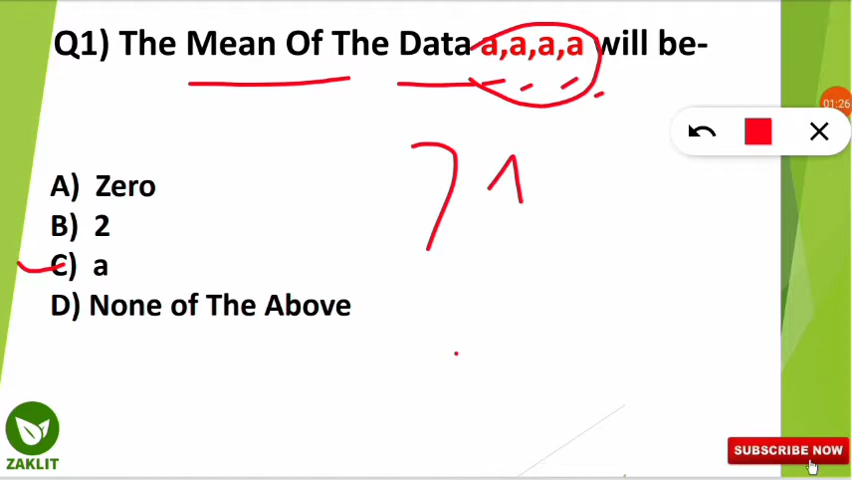 Q1) The Mean Of The Data a,a,a,a will be-
01:26
A) Zero
B) 2
C) a
D) None of The Above
ZAKLIT
SUBSCRIBE NOW